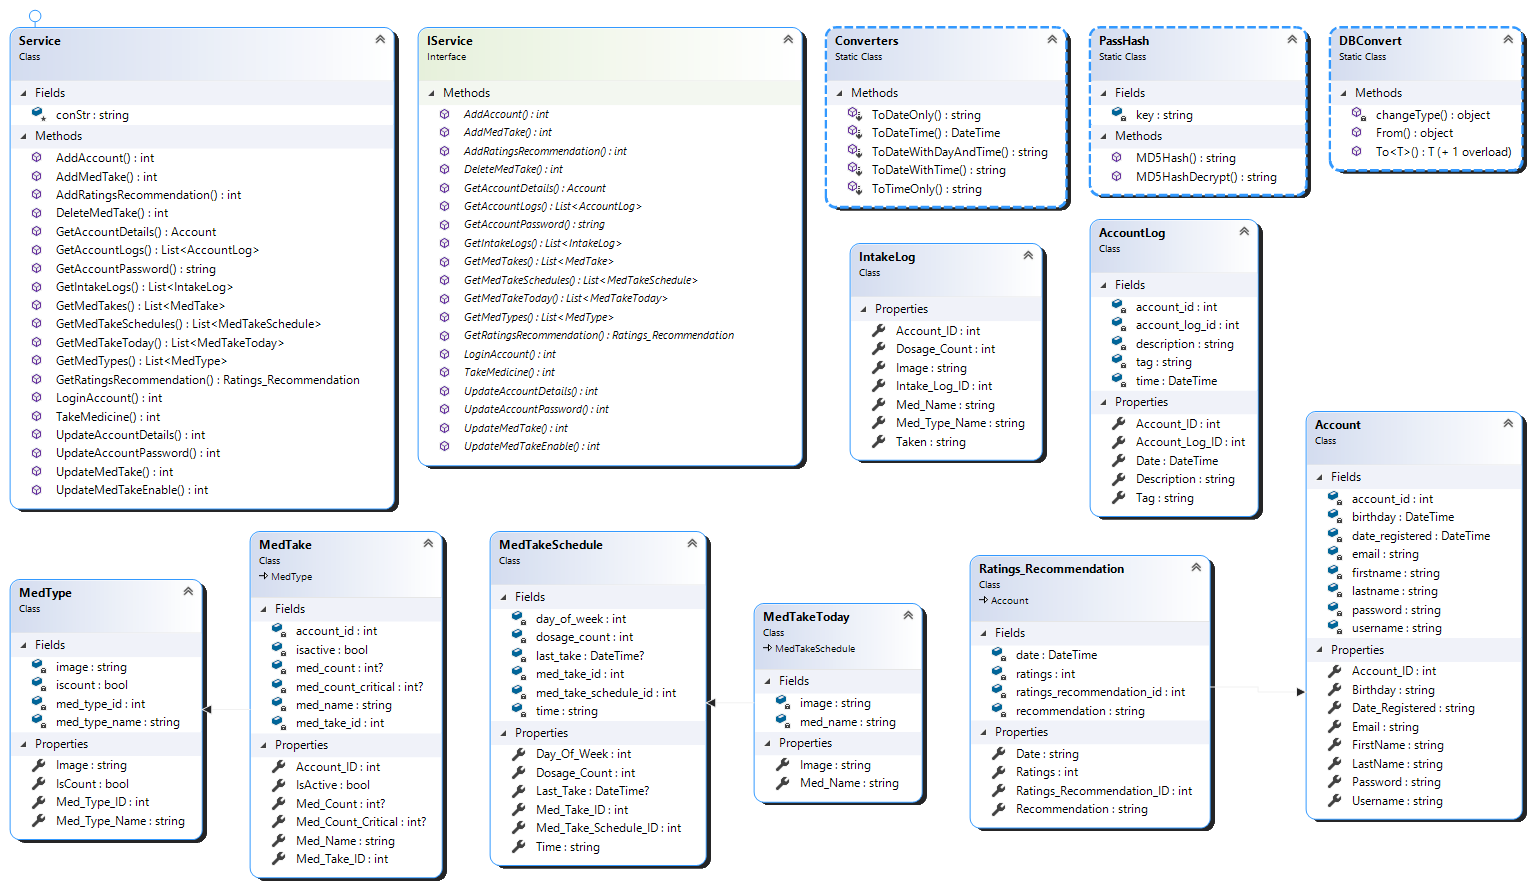 Service
Class
Fields
conStr : string
Methods
AddAccount() : int
AddMedTake() : int
AddRatingsRecommendation() : int
DeleteMedTake() : int
GetAccountDetails() : Account
GetAccountLogs() : List<AccountLog>
GetAccountPassword() : string
GetIntakeLogs() : List<IntakeLog>
GetMedTakes() : List<MedTake>
GetMedTakeSchedules() : List<MedTakeSchedule>
GetMedTakeToday() : List<MedTakeToday>
GetMedTypes() : List<MedType>
GetRatingsRecommendation() : Ratings_Recommendation
LoginAccount() : int
TakeMedicine() : int
UpdateAccountDetails() : int
UpdateAccountPassword() : int
UpdateMedTake() : int
UpdateMedTakeEnable() : int
IService
Interface
Methods
AddAccount() : int
AddMedTake() : int
AddRatingsRecommendation() : int
DeleteMedTake() : int
GetAccountDetails() : Account
GetAccountLogs() : List<AccountLog>
GetAccountPassword() : string
GetIntakeLogs() : List<IntakeLog>
GetMedTakes() : List<MedTake>
GetMedTakeSchedules() : List<MedTakeSchedule>
GetMedTakeToday() : List<MedTakeToday>
GetMedTypes() : List<MedType>
GetRatingsRecommendation() : Ratings_Recommendation
LoginAccount() : int
TakeMedicine() : int
UpdateAccountDetails() : int
UpdateAccountPassword() : int
UpdateMedTake() : int
UpdateMedTakeEnable() : int
Converters
Static Class
Methods
ToDateOnly() : string
ToDateTime() : DateTime
ToDateWithDayAndTime() : string
ToDateWithTime() : string
ToTimeOnly() : string
PassHash
Static Class
Fields
key : string
Methods
MD5Hash() : string
MD5HashDecrypt() : string
DBConvert
Static Class
Methods
changeType() : object
From() : object
To<T>() : T (+ 1 overload)
IntakeLog
Class
Properties
Account_ID : int
Dosage_Count : int
Image : string
Intake_Log_ID : int
Med_Name : string
Med_Type_Name : string
Taken : string
AccountLog
Class
Fields
account_id : int
account_log_id : int
description : string
tag : string
time : DateTime
Properties
Account_ID : int
Account_Log_ID : int
Date : DateTime
Description : string
Tag : string
Account
Class
Fields
account_id : int
birthday : DateTime
date_registered : DateTime
email : string
firstname : string
lastname : string
password : string
username : string
Properties
Account_ID : int
Birthday : string
Date_Registered : string
Email : string
FirstName : string
LastName : string
Password : string
Username : string
MedType
Class
Fields
image : string
iscount : bool
med_type_id : int
med_type_name : string
Properties
Image : string
IsCount : bool
Med_Type_ID : int
Med_Type_Name : string
MedTake
Class
MedType
Fields
account_id : int
isactive : bool
med_count : int?
med_count_critical : int?
med_name : string
med_take_id : int
Properties
Account_ID : int
IsActive : bool
Med_Count : int?
Med_Count_Critical : int?
Med_Name : string
Med_Take_ID : int
MedTakeSchedule
Class
Fields
day_of_week : int
dosage_count : int
last_take : DateTime?
med_take_id : int
med_take_schedule_id : int
time : string
Properties
Day_Of_Week : int
Dosage_Count : int
Last_Take : DateTime?
Med_Take_ID : int
Med_Take_Schedule_ID : int
Time : string
MedTakeToday
Class
MedTakeSchedule
Fields
image : string
med_name : string
Properties
Image : string
Med_Name : string
Ratings_Recommendation
Class
Account
Fields
date : DateTime
ratings : int
ratings_recommendation_id : int
recommendation : string
Properties
Date : string
Ratings : int
Ratings_Recommendation_ID : int
Recommendation : string